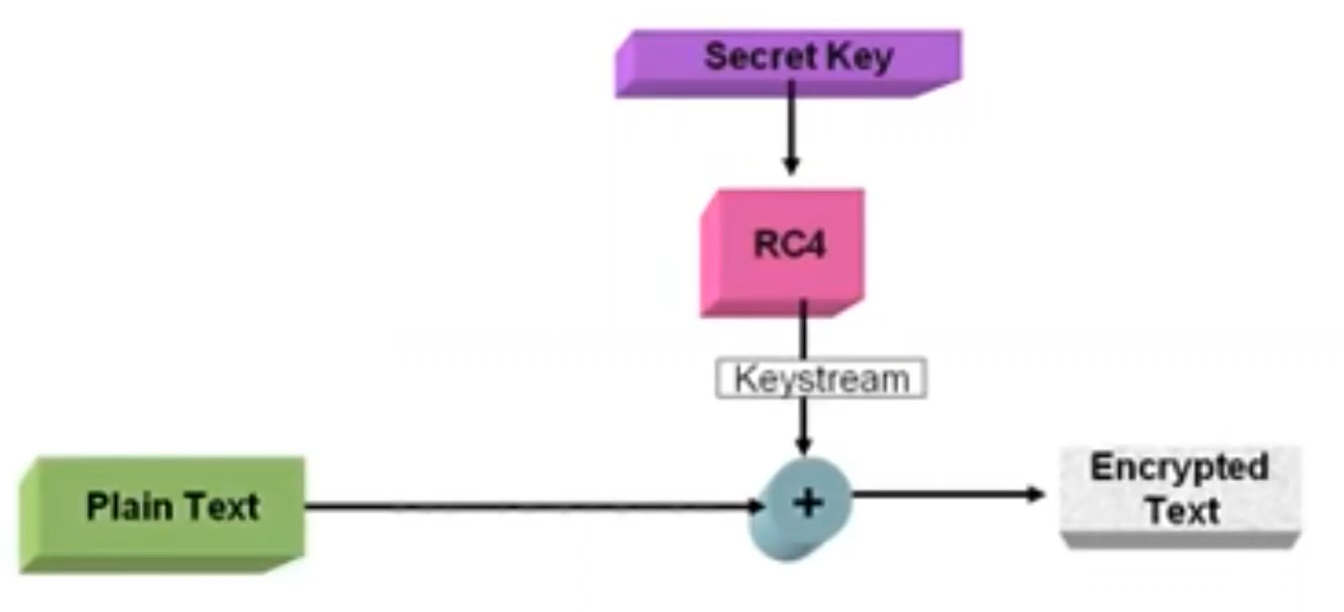 Secret Key
RC4
Keystream
Plain Text
+
Encrypted
Text